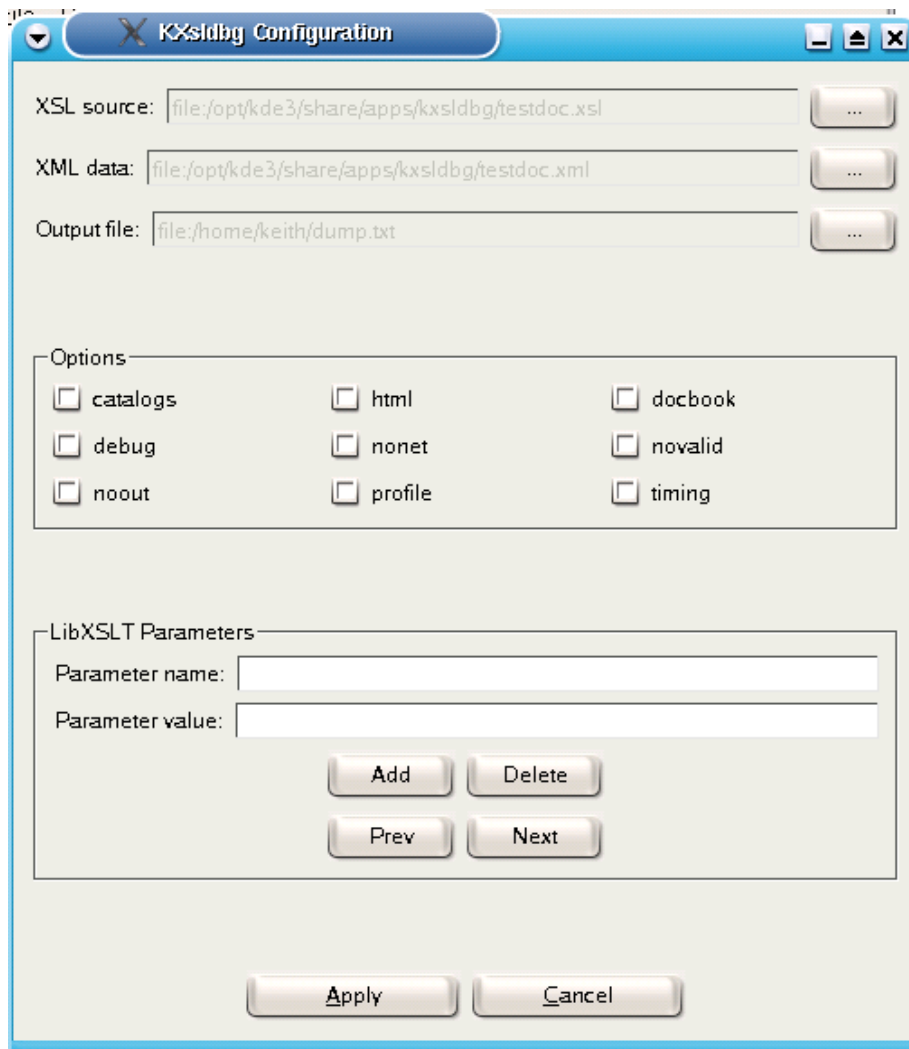 KXsldbg Configuration
XSL source: file:/opt/kde3/share/apps/kxsldbg/testdoc.xsl ...
XML data: file:/opt/kde3/share/apps/kxsldbg/testdoc.xml ...
Output file: file:/home/keith/dump.txt ...
Options
catalogs html docbook
debug nonet novalid
noout profile timing
LibXSLT Parameters
Parameter name:
Parameter value:
Add Delete
Prev Next
Apply Cancel